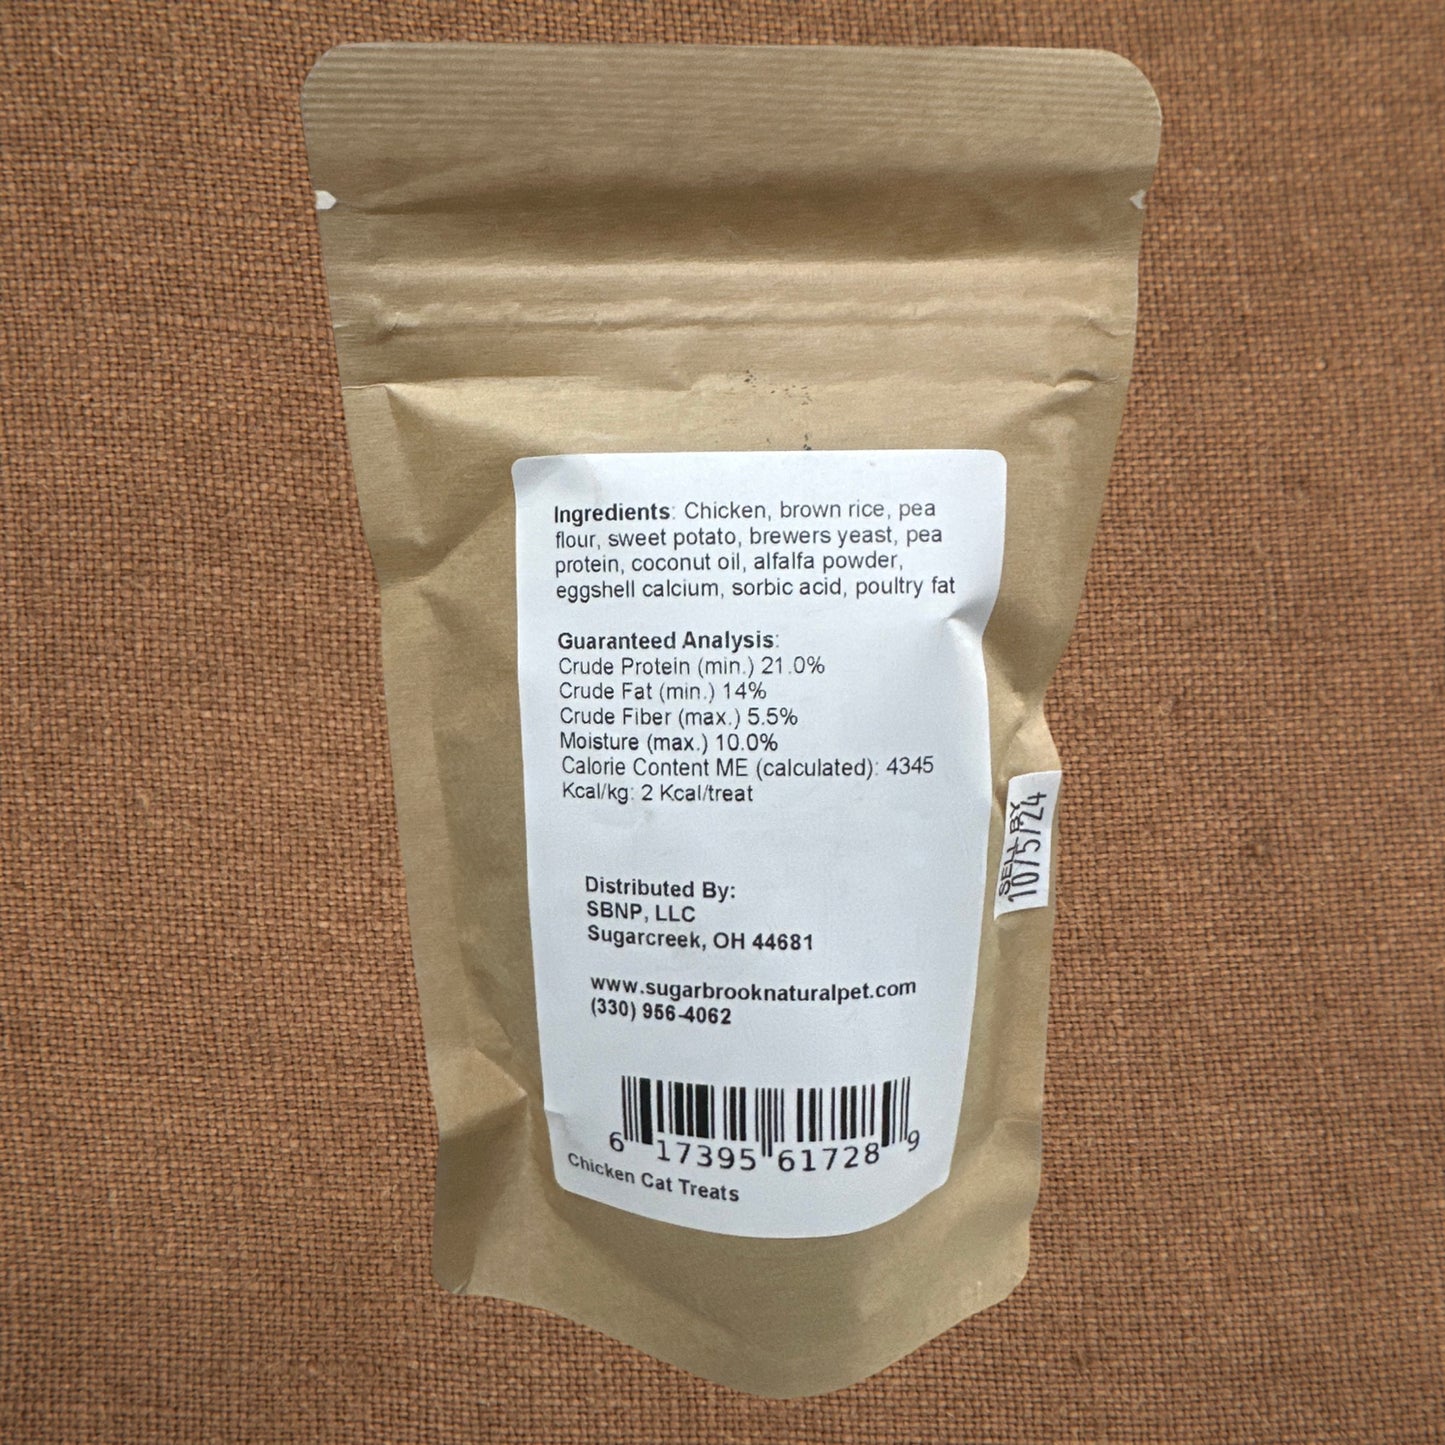 Ingredients: Chicken, brown rice, pea
flour, sweet potato, brewers yeast, pea
protein, coconut oil, alfalfa powder,
eggshell calcium, sorbic acid, poultry fat
Guaranteed Analysis:
Crude Protein (min.) 21.0%
Crude Fat (min.) 14%
Crude Fiber (max.) 5.5%
Moisture (max.) 10.0%
Calorie Content ME (calculated): 4345
Kcal/kg: 2 Kcal/treat
SELL BY
10/5/24
Distributed By:
SBNP, LLC
Sugarcreek, OH 44681
www.sugarbrooknaturalpet.com
(330) 956-4062
6 17395 61728 9
Chicken Cat Treats